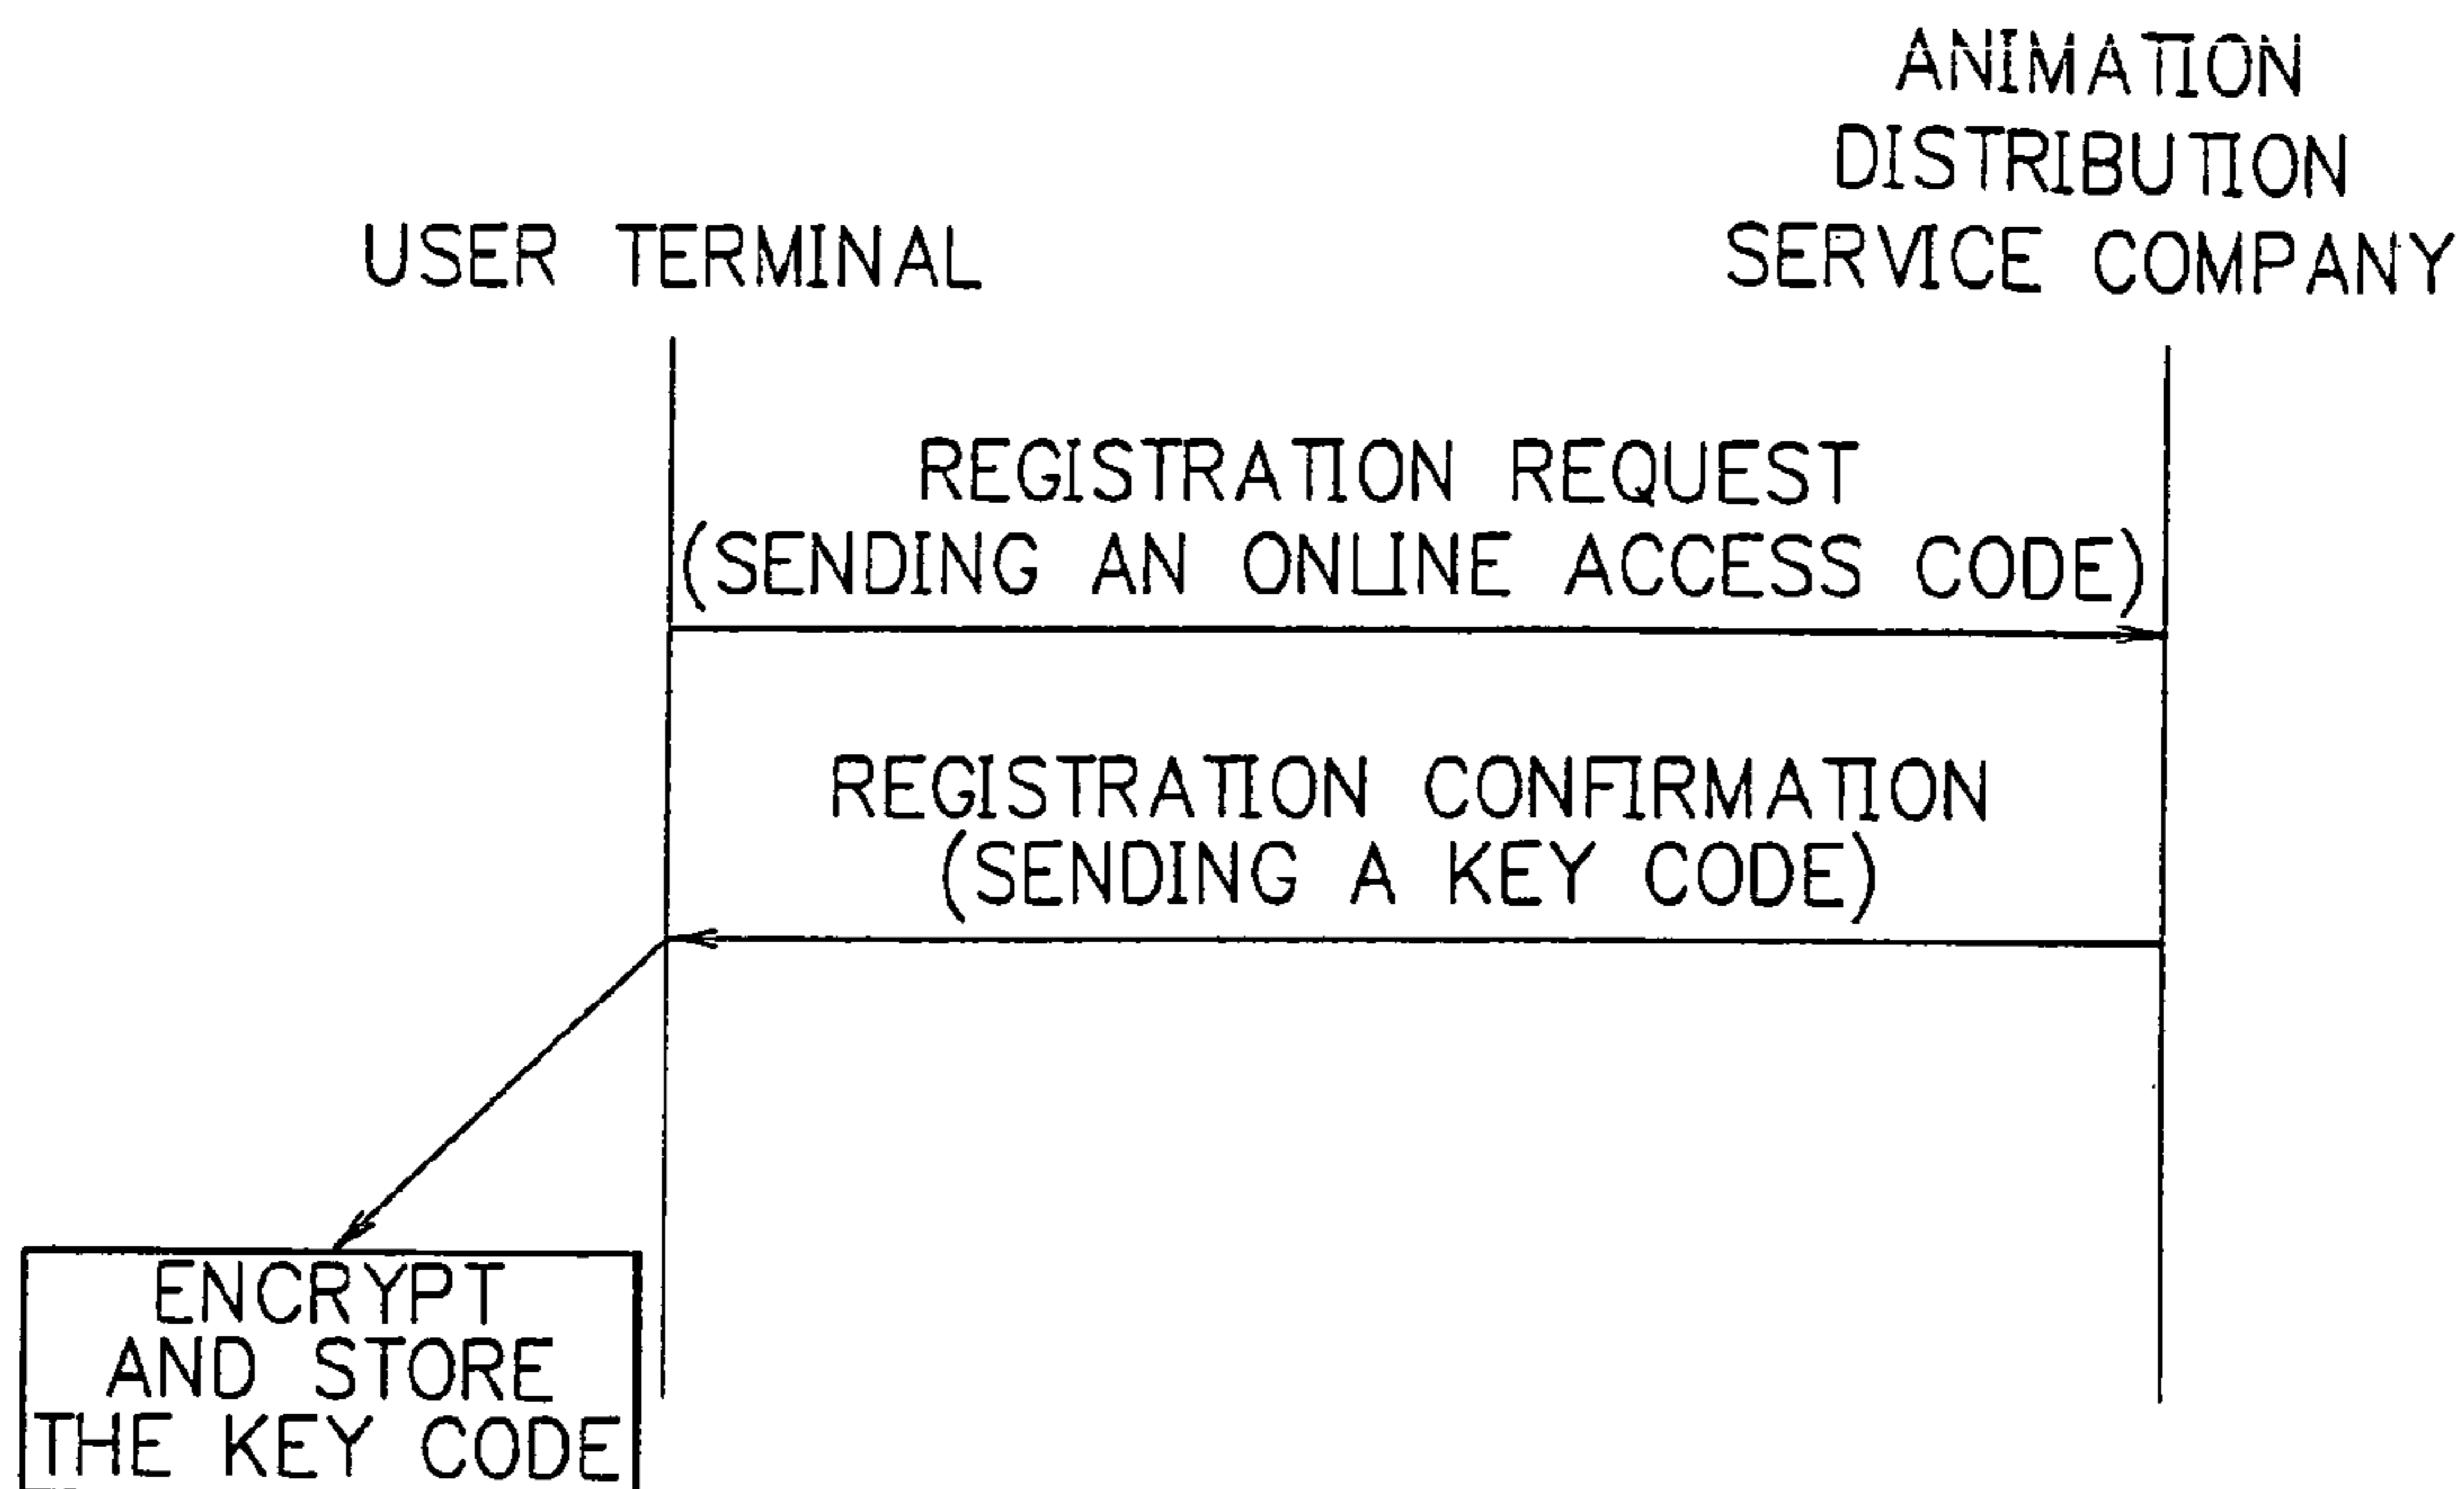 ANIMATION
DISTRIBUTION
SERVICE COMPANY
USER TERMINAL
REGISTRATION REQUEST
(SENDING AN ONLINE ACCESS CODE)
REGISTRATION CONFIRMATION
(SENDING A KEY CODE)
ENCRYPT
AND STORE
THE KEY CODE